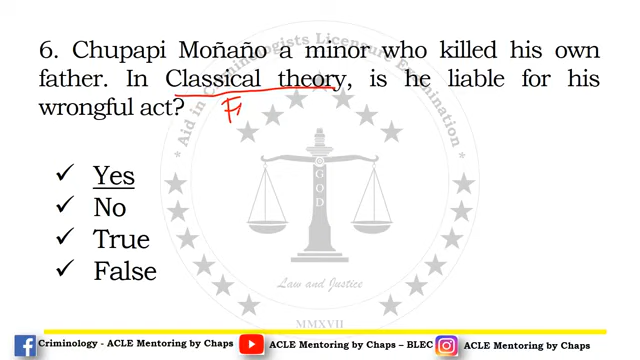 6. Chupapi Moñaño a minor who killed his own
father. In Classical theory, is he liable for his
wrongful act?
✓ Yes
✓ No
✓ True
✓ False
* Aid in Criminologists Licensure Examination *
GOD
Law and Justice
MMXVII
Criminology - ACLE Mentoring by Chaps
ACLE Mentoring by Chaps – BLEC
ACLE Mentoring by Chaps